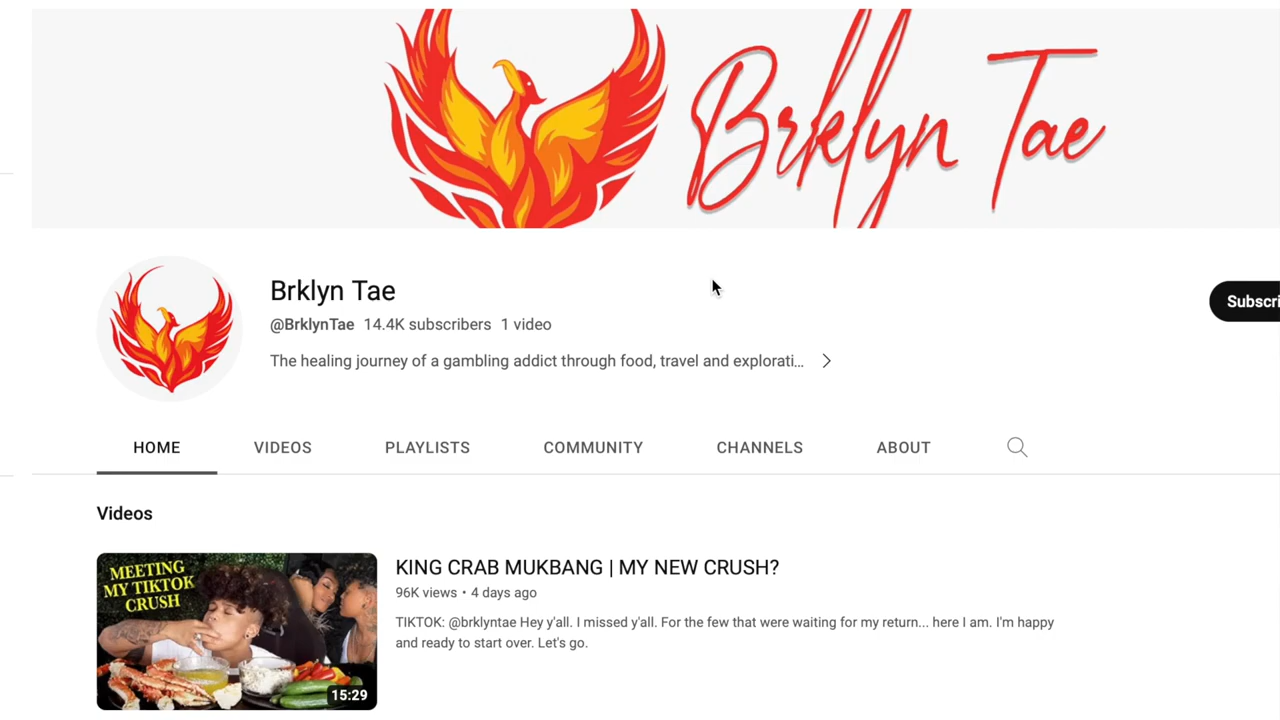 Brklyn Tae
Brklyn Tae
Subscri
@BrklynTae 14.4K subscribers 1 video
The healing journey of a gambling addict through food, travel and explorati...
HOME VIDEOS PLAYLISTS COMMUNITY CHANNELS ABOUT
Videos
MEETING
MY TIKTOK
CRUSH
15:29
KING CRAB MUKBANG | MY NEW CRUSH?
96K views • 4 days ago
TIKTOK: @brklyntae Hey y'all. I missed y'all. For the few that were waiting for my return... here I am. I'm happy
and ready to start over. Let's go.